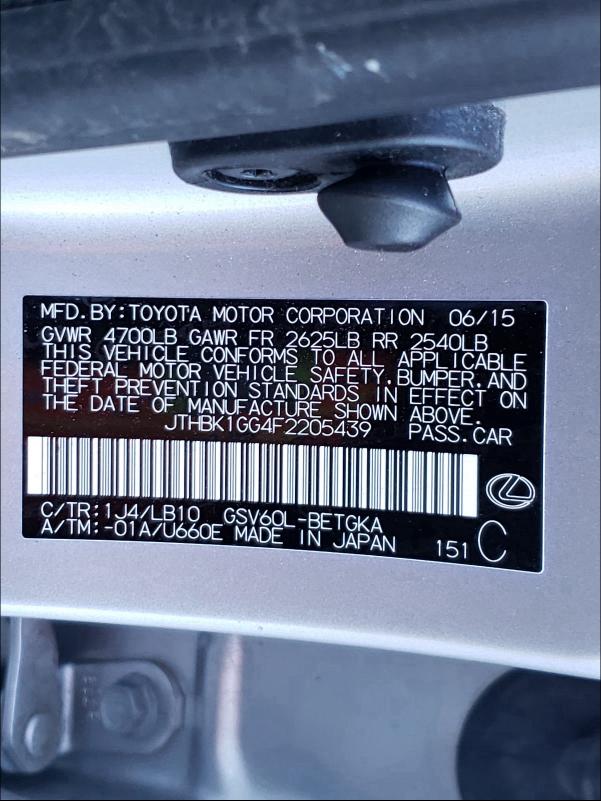 MFD.BY:TOYOTA MOTOR CORPORATION 06/15
GVWR 4700LB GAWR FR 2625LB RR 2540LB
THIS VEHICLE CONFORMS TO ALL APPLICABLE
FEDERAL MOTOR VEHICLE SAFETY,BUMPER,AND
THEFT PREVENTION STANDARDS IN EFFECT ON
THE DATE OF MANUFACTURE SHOWN ABOVE.
JTHBK1GG4F2205439 PASS.CAR
C/TR:1J4/LB10 GSV60L-BETGKA
A/TM:-01A/U660E MADE IN JAPAN 151 C